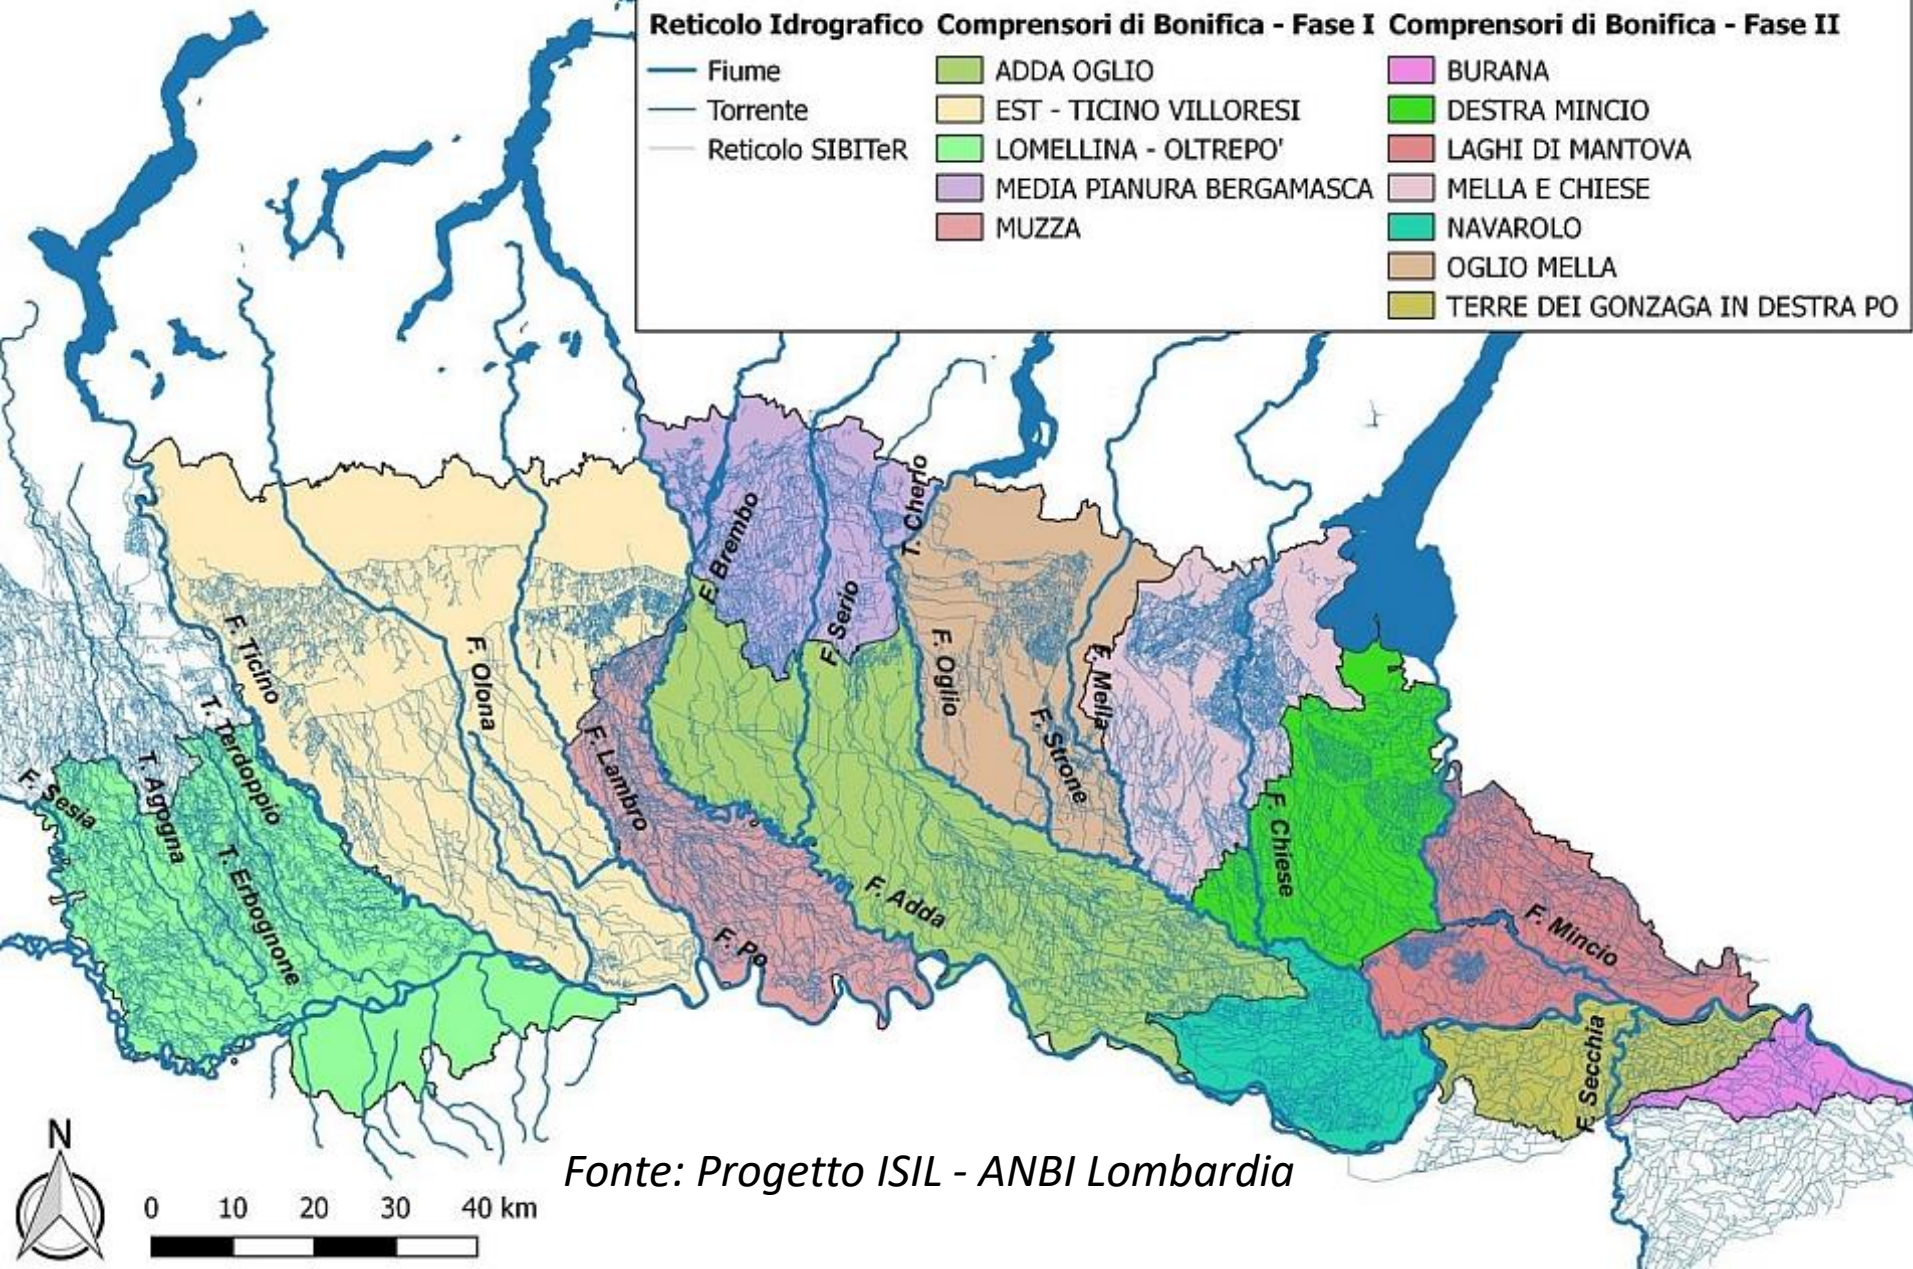 Reticolo Idrografico
Fiume
Torrente
Reticolo SIBITeR
Comprensori di Bonifica - Fase I
ADDA OGLIO
EST - TICINO VILLORESI
LOMELLINA - OLTREPO'
MEDIA PIANURA BERGAMASCA
MUZZA
Comprensori di Bonifica - Fase II
BURANA
DESTRA MINCIO
LAGHI DI MANTOVA
MELLA E CHIESE
NAVAROLO
OGLIO MELLA
TERRE DEI GONZAGA IN DESTRA PO
F. Sesia
T. Agogna
T. Terdoppio
T. Erbognone
F. Ticino
F. Olona
F. Lambro
F. Po
F. Brembo
F. Serio
T. Cherio
F. Adda
F. Oglio
F. Strone
F. Mella
F. Chiese
F. Mincio
F. Secchia
N
0 10 20 30 40 km
Fonte: Progetto ISIL - ANBI Lombardia